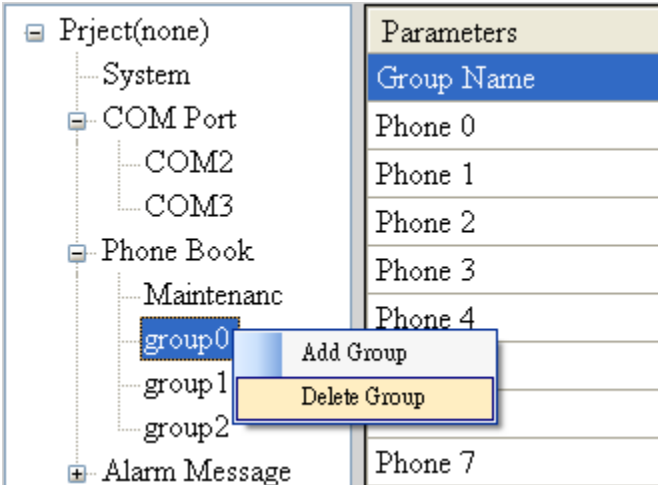 Prject(none)
System
COM Port
COM2
COM3
Phone Book
Maintenanc
group0
group1
group2
Alarm Message
Parameters
Group Name
Phone 0
Phone 1
Phone 2
Phone 3
Phone 4
Phone 7
Add Group
Delete Group